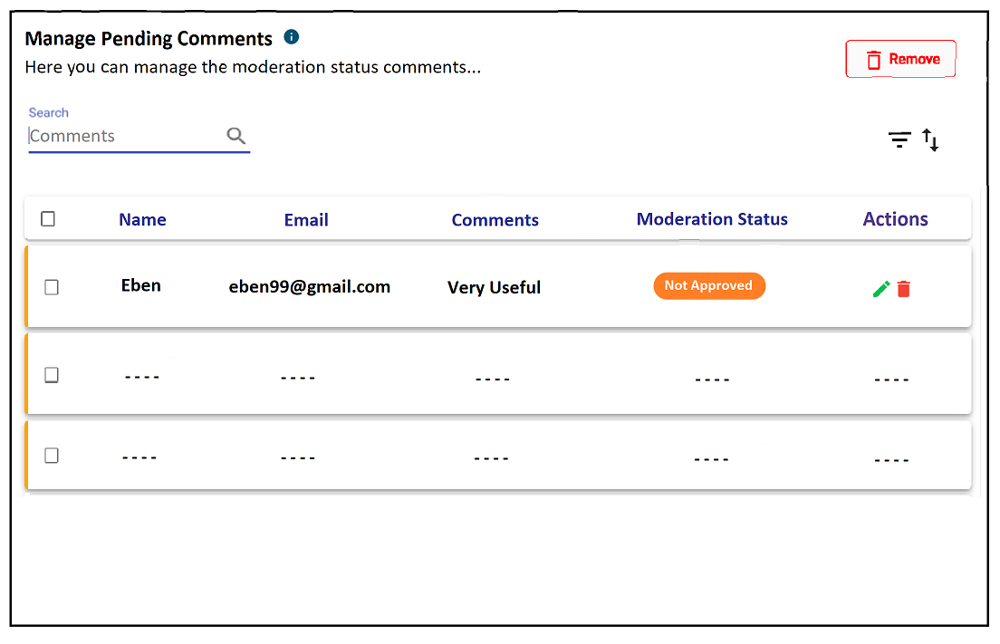 Manage Pending Comments
Here you can manage the moderation status comments...
Remove
Search
Comments
Name Email Comments Moderation Status Actions
Eben eben99@gmail.com Very Useful Not Approved
---- ---- ---- ---- ----
---- ---- ---- ---- ----